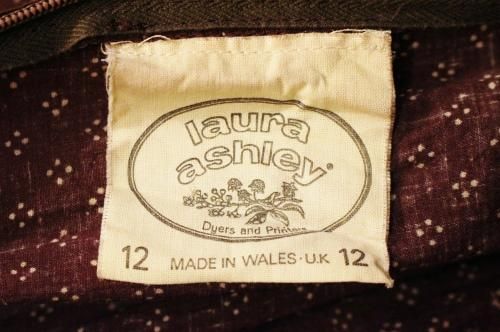 laura
ashley®
Dyers and Printers
12 MADE IN WALES · U.K 12